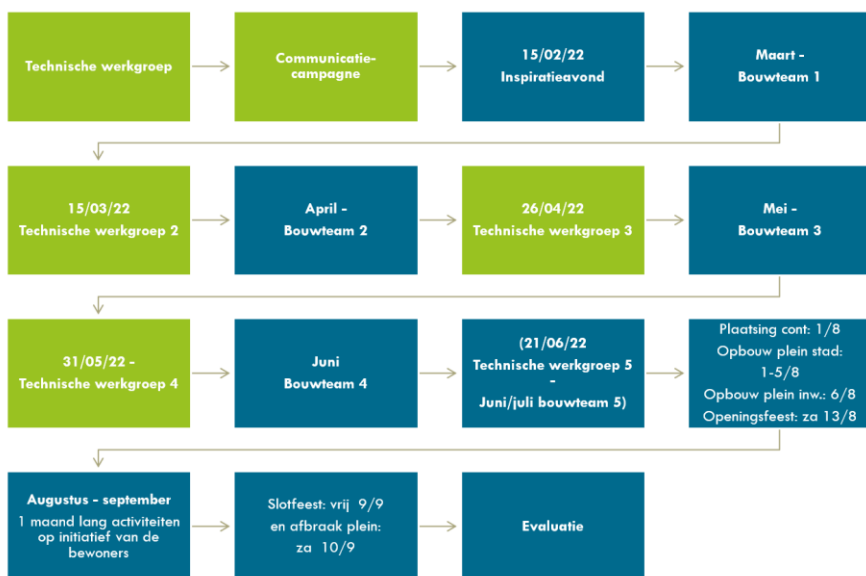 Technische werkgroep
Communicatie-
campagne
15/02/22
Inspiratieavond
Maart -
Bouwteam 1
15/03/22
Technische werkgroep 2
April -
Bouwteam 2
26/04/22
Technische werkgroep 3
Mei -
Bouwteam 3
31/05/22 -
Technische werkgroep 4
Juni
Bouwteam 4
(21/06/22
Technische werkgroep 5
–
Juni/juli bouwteam 5)
Plaatsing cont: 1/8
Opbouw plein stad:
1-5/8
Opbouw plein inw.: 6/8
Openingsfeest: za 13/8
Augustus - september
1 maand lang activiteiten
op initiatief van de
bewoners
Slotfeest: vrij 9/9
en afbraak plein:
za 10/9
Evaluatie